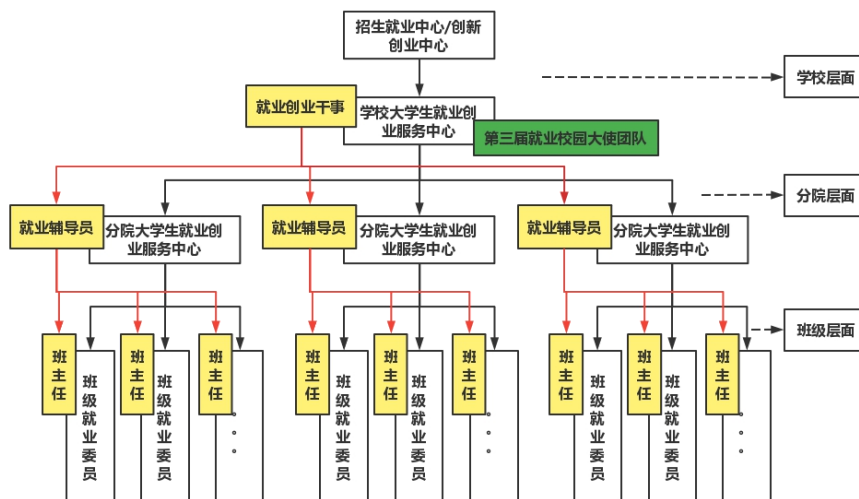 招生就业中心/创新
创业中心
学校层面
就业创业干事
学校大学生就业创
业服务中心
第三届就业校园大使团队
分院层面
就业辅导员
分院大学生就业创
业服务中心
就业辅导员
分院大学生就业创
业服务中心
就业辅导员
分院大学生就业创
业服务中心
班级层面
班主任
班级就业委员
班主任
班级就业委员
班主任
。。。
班主任
班级就业委员
班主任
班级就业委员
班主任
。。。
班主任
班级就业委员
班主任
班级就业委员
班主任
。。。